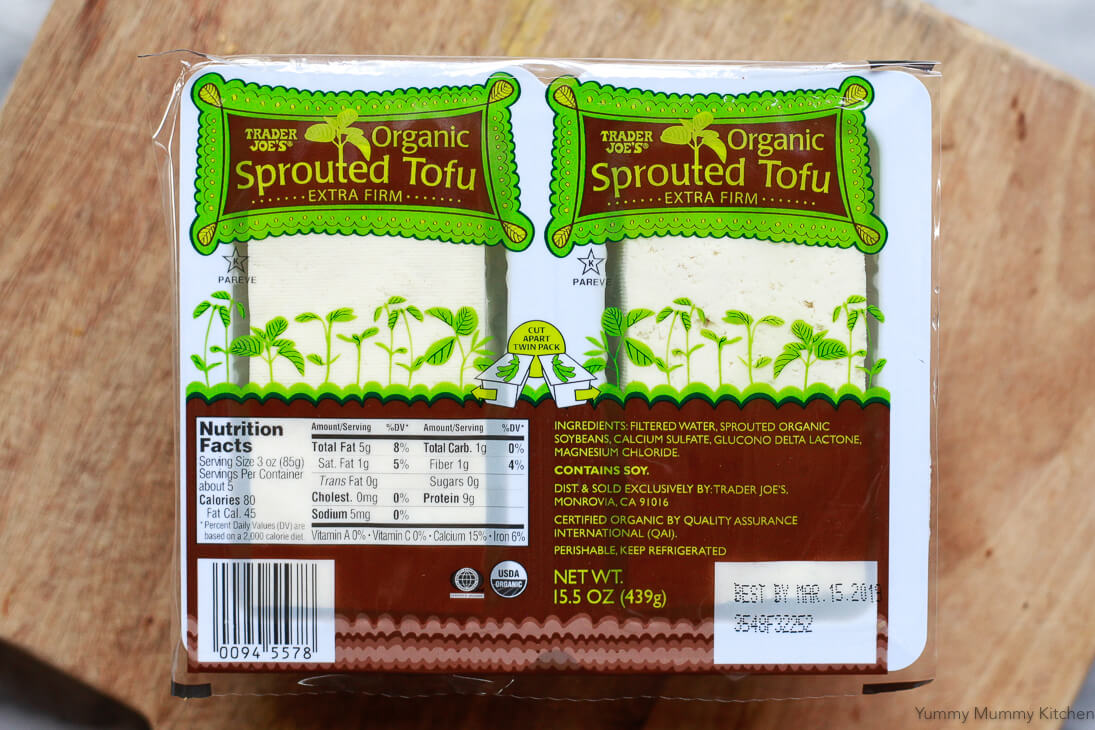 TRADER
JOE'S®
Organic
Sprouted Tofu
EXTRA FIRM
TRADER
JOE'S®
Organic
Sprouted Tofu
EXTRA FIRM
K
PAREVE
K
PAREVE
CUT
APART
TWIN PACK
Nutrition
Facts
Serving Size 3 oz (85g)
Servings Per Container
about 5
Calories 80
Fat Cal. 45
*Percent Daily Values (DV) are
based on a 2,000 calorie diet.
Amount/Serving %DV* Amount/Serving %DV*
Total Fat 5g 8% Total Carb. 1g 0%
Sat. Fat 1g 5% Fiber 1g 4%
Trans Fat 0g Sugars 0g
Cholest. 0mg 0% Protein 9g
Sodium 5mg 0%
Vitamin A 0% • Vitamin C 0% • Calcium 15% • Iron 6%
0094 5578
USDA
ORGANIC
INGREDIENTS: FILTERED WATER, SPROUTED ORGANIC
SOYBEANS, CALCIUM SULFATE, GLUCONO DELTA LACTONE,
MAGNESIUM CHLORIDE.
CONTAINS SOY.
DIST. & SOLD EXCLUSIVELY BY: TRADER JOE'S,
MONROVIA, CA 91016
CERTIFIED ORGANIC BY QUALITY ASSURANCE
INTERNATIONAL (QAI).
PERISHABLE, KEEP REFRIGERATED
NET WT.
15.5 OZ (439g)
BEST BY MAR.15.2019
3548F32252
Yummy Mummy Kitchen